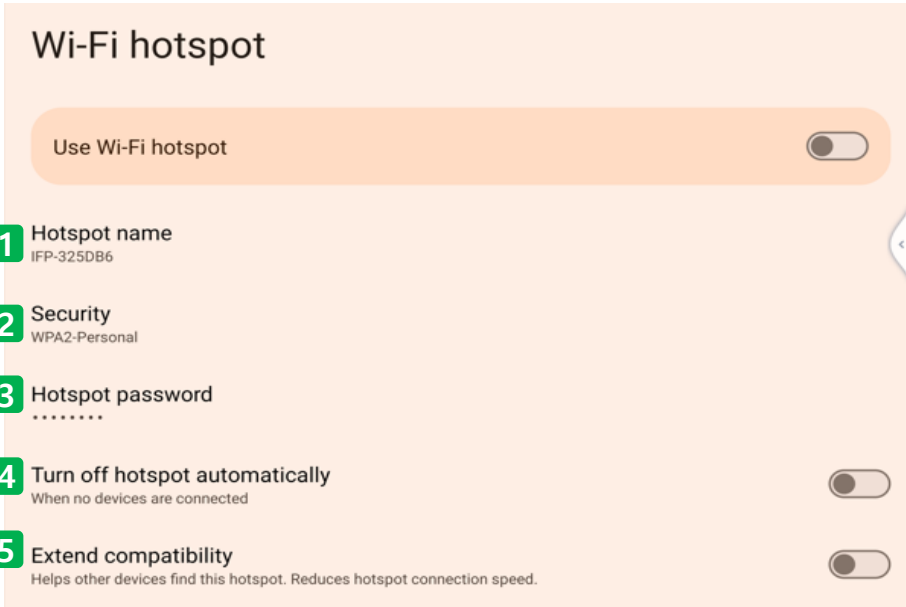 Wi-Fi hotspot
Use Wi-Fi hotspot
1 Hotspot name
IFP-325DB6
2 Security
WPA2-Personal
3 Hotspot password
••••••••
4 Turn off hotspot automatically
When no devices are connected
5 Extend compatibility
Helps other devices find this hotspot. Reduces hotspot connection speed.